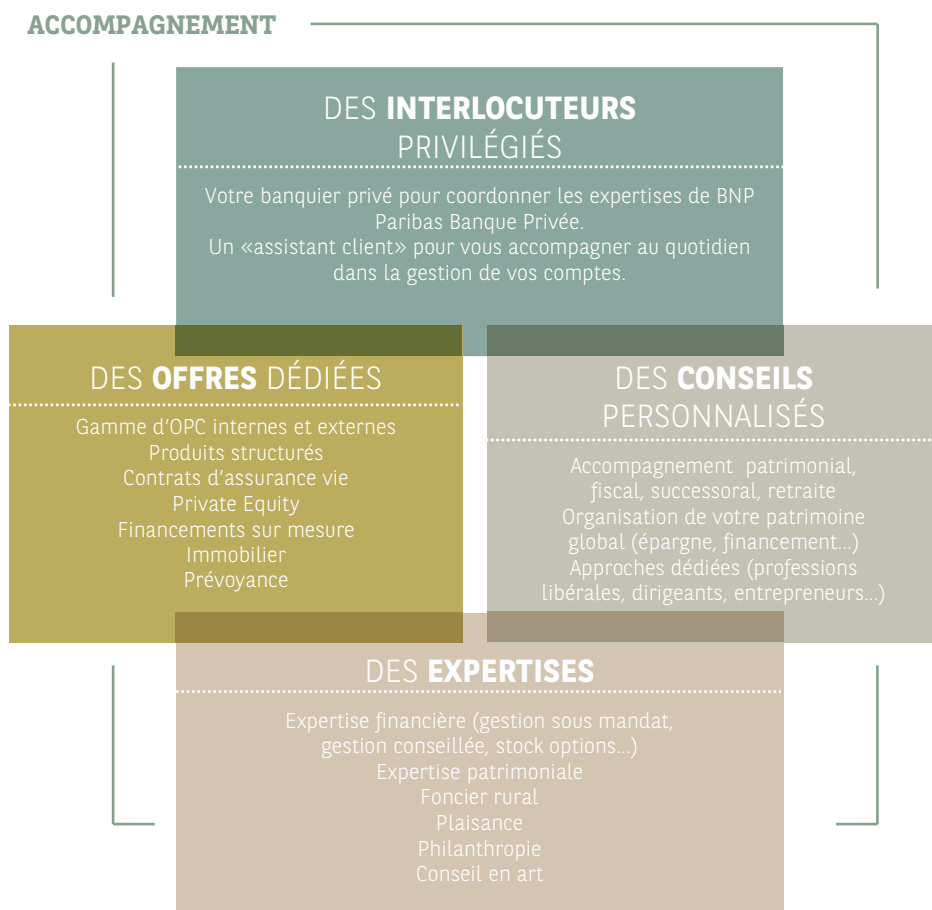 ACCOMPAGNEMENT
DES INTERLOCUTEURS
PRIVILÉGIÉS
Votre banquier privé pour coordonner les expertises de BNP
Paribas Banque Privée.
Un «assistant client» pour vous accompagner au quotidien
dans la gestion de vos comptes.
DES OFFRES DÉDIÉES
Gamme d'OPC internes et externes
Produits structurés
Contrats d'assurance vie
Private Equity
Financements sur mesure
Immobilier
Prévoyance
DES CONSEILS
PERSONNALISÉS
Accompagnement patrimonial,
fiscal, successoral, retraite
Organisation de votre patrimoine
global (épargne, financement...)
Approches dédiées (professions
libérales, dirigeants, entrepreneurs...)
DES EXPERTISES
Expertise financière (gestion sous mandat,
gestion conseillée, stock options...)
Expertise patrimoniale
Foncier rural
Plaisance
Philanthropie
Conseil en art